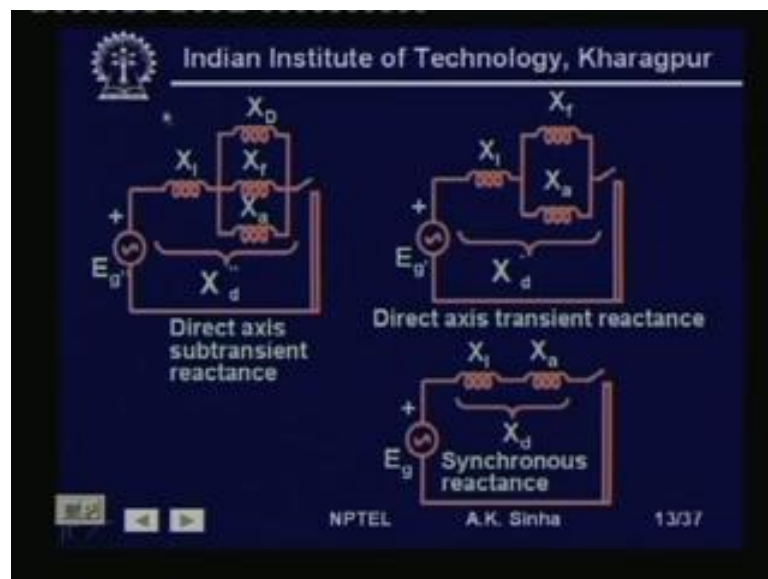 Indian Institute of Technology, Kharagpur
X_D
X_l
X_f
X_a
+
E_g'
X''_d
Direct axis
subtransient
reactance
X_f
X_l
X_a
+
E_g'
X'_d
Direct axis transient reactance
X_l
X_a
+
E_g
X_d
Synchronous
reactance
NPTEL
A.K. Sinha
13/37